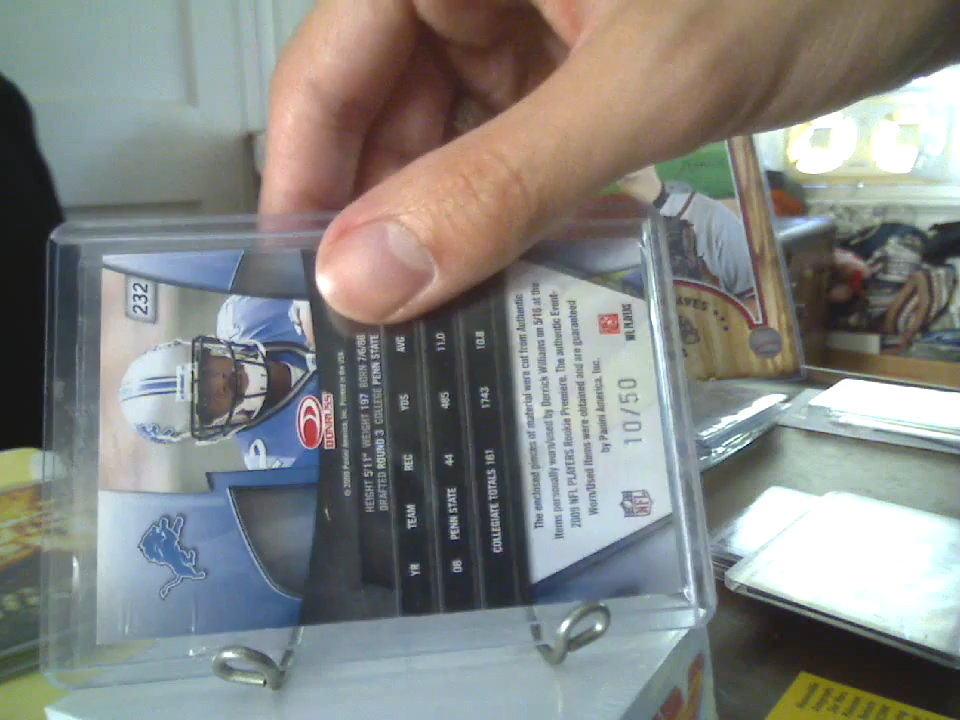 232
DONRUSS
© 2009 Panini America, Inc. Printed in the USA.
HEIGHT 5'11" WEIGHT 197 BORN 7/6/86
DRAFTED ROUND 3 COLLEGE PENN STATE
YR TEAM REC YDS AVG
08 PENN STATE 44 485 11.0
COLLEGIATE TOTALS 161 1743 10.8
The enclosed pieces of material were cut from Authentic
Items personally worn/used by Derrick Williams on 5/16 at the
2009 NFL PLAYERS Rookie Premiere. The authentic Event-
Worn/Used Items were obtained and are guaranteed
by Panini America, Inc.
10/50
NFL
NFL PLAYERS